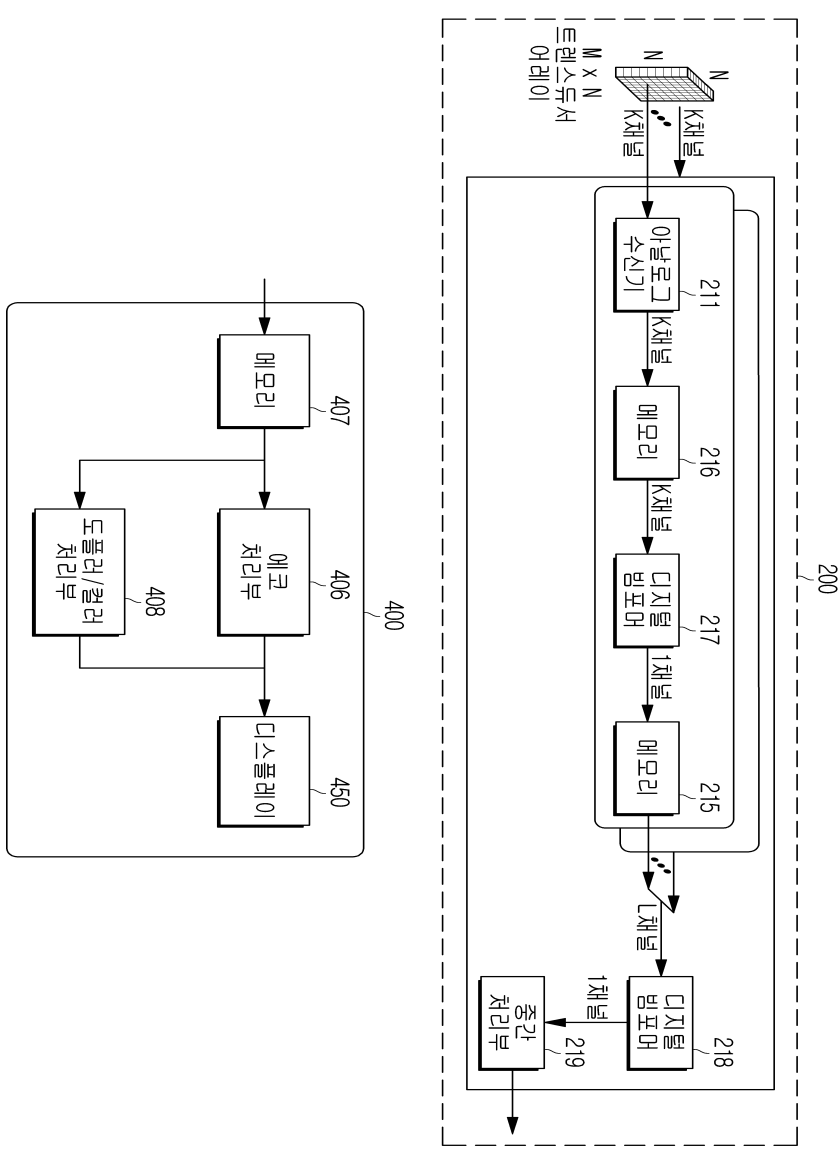 200
N
N
M x N
트랜스듀서
어레이
K채널
K채널
아날로그
수신기
211
K채널
메모리
216
K채널
디지털
빔포머
217
1채널
메모리
215
L채널
디지털
빔포머
218
1채널
중간
처리부
219
400
메모리
407
에코
처리부
406
도플러/컬러
처리부
408
디스플레이
450